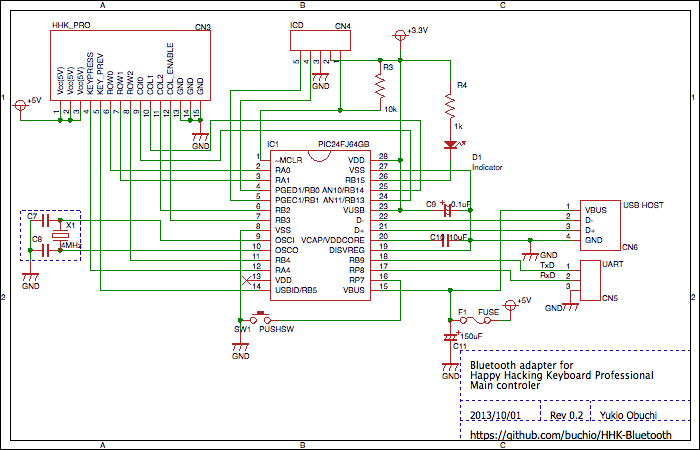 A B C
HHK_PRO CN3
ICD CN4
+3.3V
Vcc(5V) Vcc(5V) Vcc(5V) KEYPRESS KEY_PREV ROW0 ROW1 ROW2 COl0 COL1 COL2 COL_ENABLE GND GND GND
5 4 3 2 1
R3
R4
1 1
+5V
1 2 3 4 5 6 7 8 9 10 11 12 13 14 15
GND
10k
1k
GND
IC1 PIC24FJ64GB
D1
Indicator
1 ~MCLR VDD 28
2 RA0 VSS 27
3 RA1 RB15 26
4 PGED1/RB0 AN10/RB14 25
5 PGEC1/RB1 AN11/RB13 24
6 RB2 VUSB 23
7 RB3 D- 22
8 VSS D+ 21
9 OSCI VCAP/VDDCORE 20
10 OSCO DISVREG 19
11 RB4 RB9 18
12 RA4 RP8 17
13 VDD RP7 16
14 USBID/RB5 VBUS 15
C7 X1
C8 4MHz
GND
C9 0.1uF
C10 10uF
USB HOST
1 VBUS
2 D-
3 D+
4 GND
CN6
GND
UART
TxD 1
RxD 2
3
CN5
GND
2 2
SW1 PUSHSW
GND
+5V
F1 FUSE
150uF
C11
GND
Bluetooth adapter for
Happy Hacking Keyboard Professional
Main controler
2013/10/01 Rev 0.2 Yukio Obuchi
https://github.com/buchio/HHK-Bluetooth
A B C